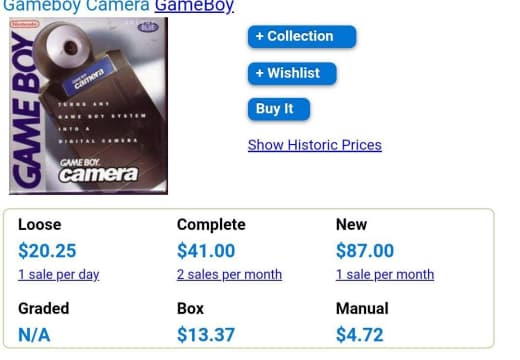 Gameboy Camera GameBoy
+ Collection
+ Wishlist
Buy It
Show Historic Prices
Nintendo
BLUE
GAME BOY
camera
TURNS ANY
GAME BOY SYSTEM
INTO A
DIGITAL CAMERA
GAME BOY
camera
Loose
Complete
New
$20.25
$41.00
$87.00
1 sale per day
2 sales per month
1 sale per month
Graded
Box
Manual
N/A
$13.37
$4.72